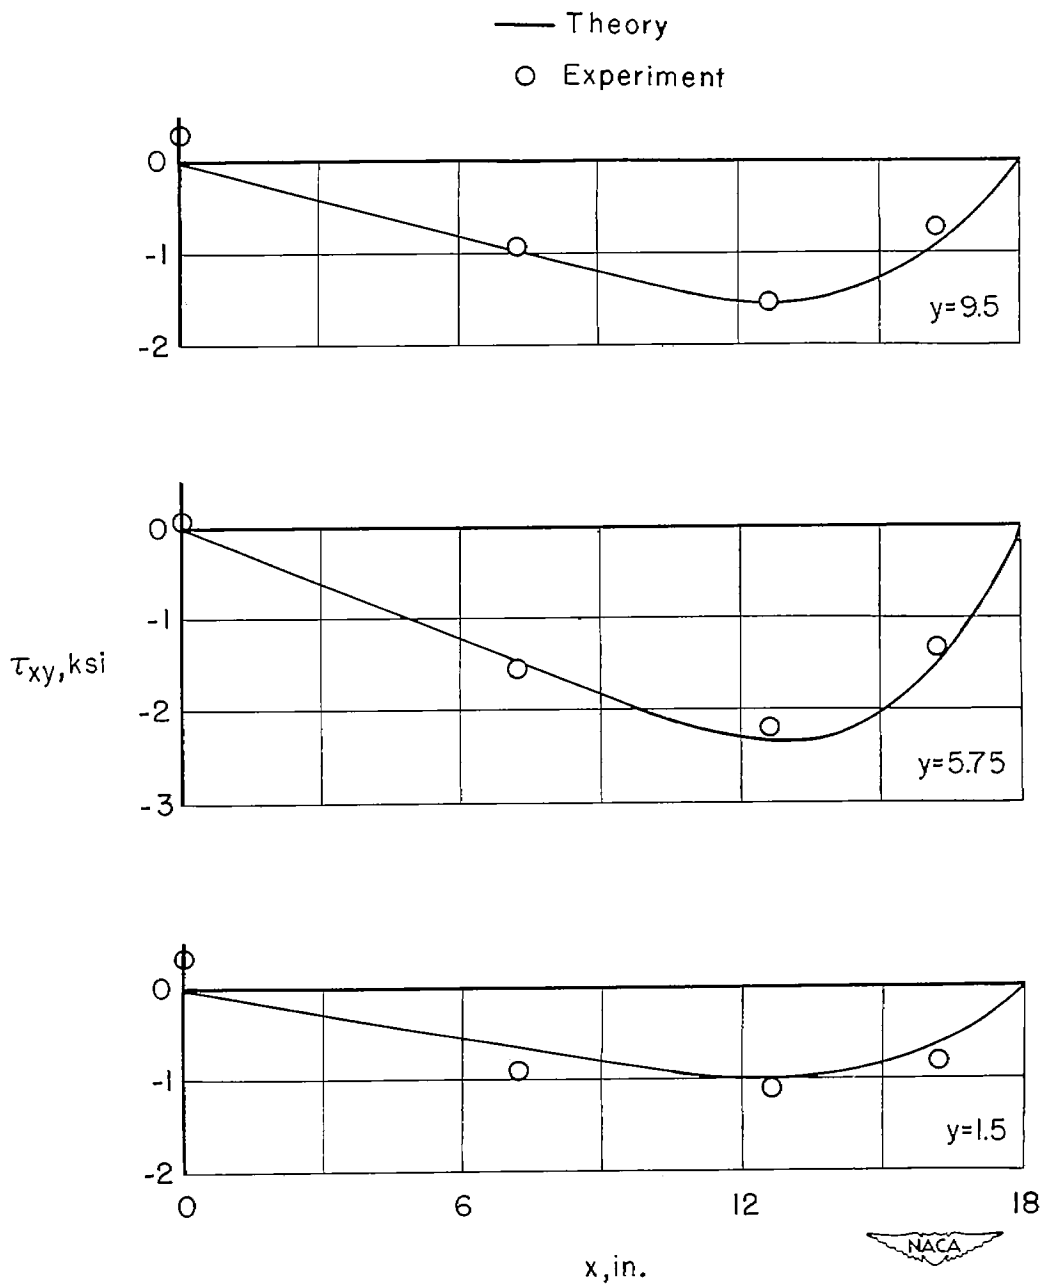 Theory
Experiment
0
-1
-2
y=9.5
0
-1
-2
-3
y=5.75
τxy,ksi
0
-1
-2
y=1.5
0 6 12 18
x,in.
NACA